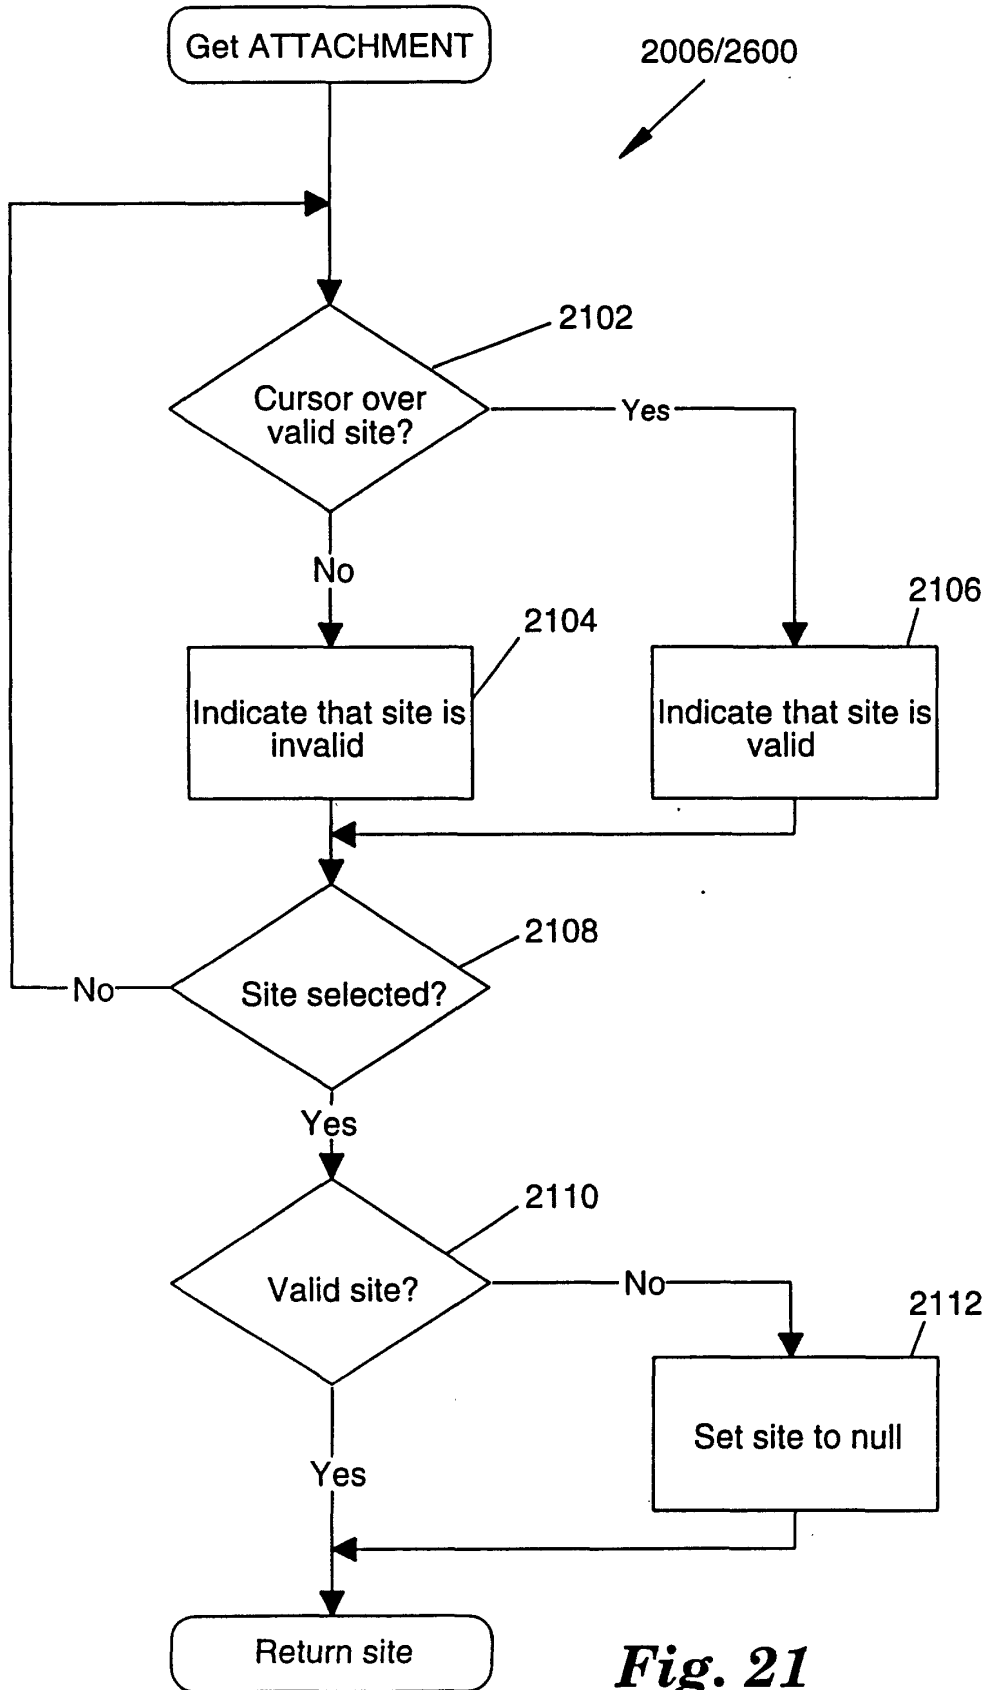 Get ATTACHMENT
2006/2600
2102
Cursor over
valid site?
Yes
No
2104
2106
Indicate that site is
invalid
Indicate that site is
valid
2108
Site selected?
No
Yes
2110
Valid site?
No
2112
Set site to null
Yes
Return site
Fig. 21